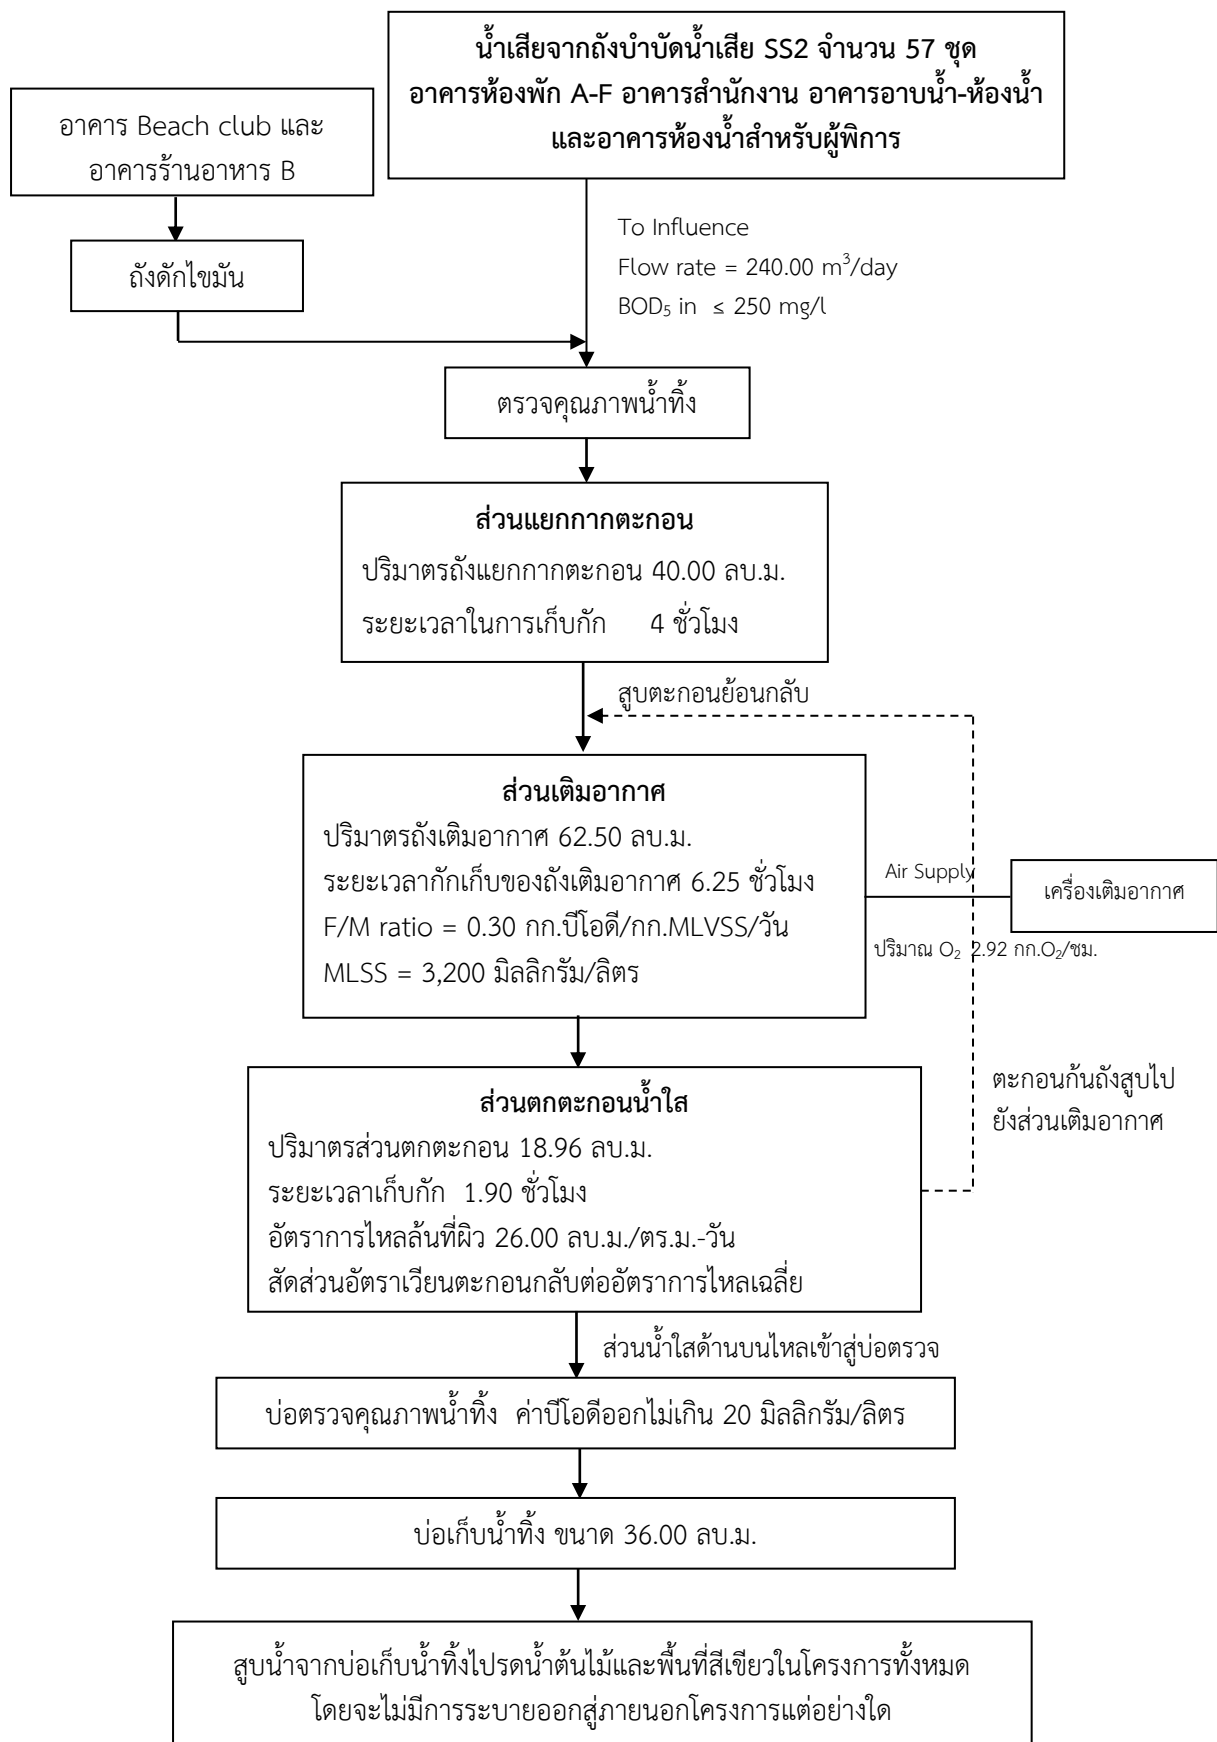 น้ำเสียจากถังบำบัดน้ำเสีย SS2 จำนวน 57 ชุด
อาคารห้องพัก A-F อาคารสำนักงาน อาคารอาบน้ำ-ห้องน้ำ
และอาคารห้องน้ำสำหรับผู้พิการ
อาคาร Beach club และ
อาคารร้านอาหาร B
ถังดักไขมัน
To Influence
Flow rate = 240.00 m³/day
BOD₅ in ≤ 250 mg/l
ตรวจคุณภาพน้ำทิ้ง
ส่วนแยกกากตะกอน
ปริมาตรถังแยกกากตะกอน 40.00 ลบ.ม.
ระยะเวลาในการเก็บกัก 4 ชั่วโมง
สูบตะกอนย้อนกลับ
ส่วนเติมอากาศ
ปริมาตรถังเติมอากาศ 62.50 ลบ.ม.
ระยะเวลากักเก็บของถังเติมอากาศ 6.25 ชั่วโมง
F/M ratio = 0.30 กก.บีโอดี/กก.MLVSS/วัน
MLSS = 3,200 มิลลิกรัม/ลิตร
Air Supply
เครื่องเติมอากาศ
ปริมาณ O₂ 2.92 กก.O₂/ชม.
ส่วนตกตะกอนน้ำใส
ปริมาตรส่วนตกตะกอน 18.96 ลบ.ม.
ระยะเวลาเก็บกัก 1.90 ชั่วโมง
อัตราการไหลล้นที่ผิว 26.00 ลบ.ม./ตร.ม.-วัน
สัดส่วนอัตราเวียนตะกอนกลับต่ออัตราการไหลเฉลี่ย
ตะกอนก้นถังสูบไป
ยังส่วนเติมอากาศ
ส่วนน้ำใสด้านบนไหลเข้าสู่บ่อตรวจ
บ่อตรวจคุณภาพน้ำทิ้ง ค่าบีโอดีออกไม่เกิน 20 มิลลิกรัม/ลิตร
บ่อเก็บน้ำทิ้ง ขนาด 36.00 ลบ.ม.
สูบน้ำจากบ่อเก็บน้ำทิ้งไปรดน้ำต้นไม้และพื้นที่สีเขียวในโครงการทั้งหมด
โดยจะไม่มีการระบายออกสู่ภายนอกโครงการแต่อย่างใด